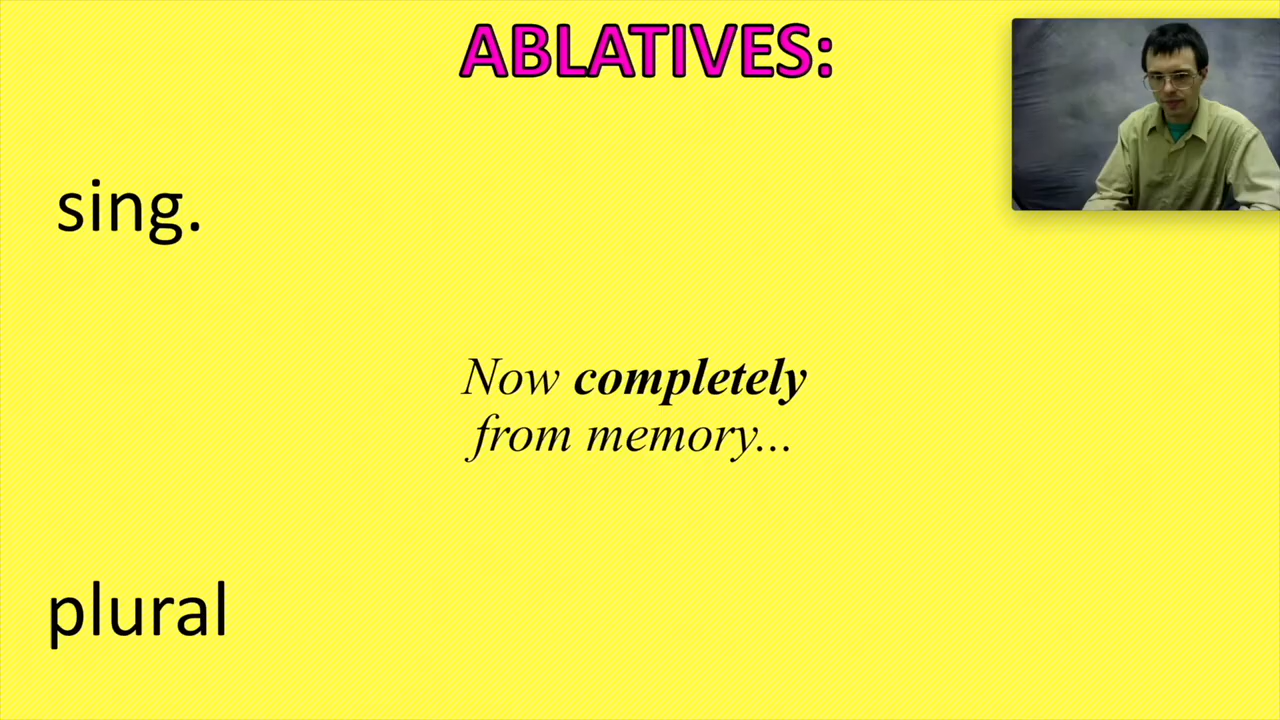 ABLATIVES:
sing.
Now completely
from memory...
plural